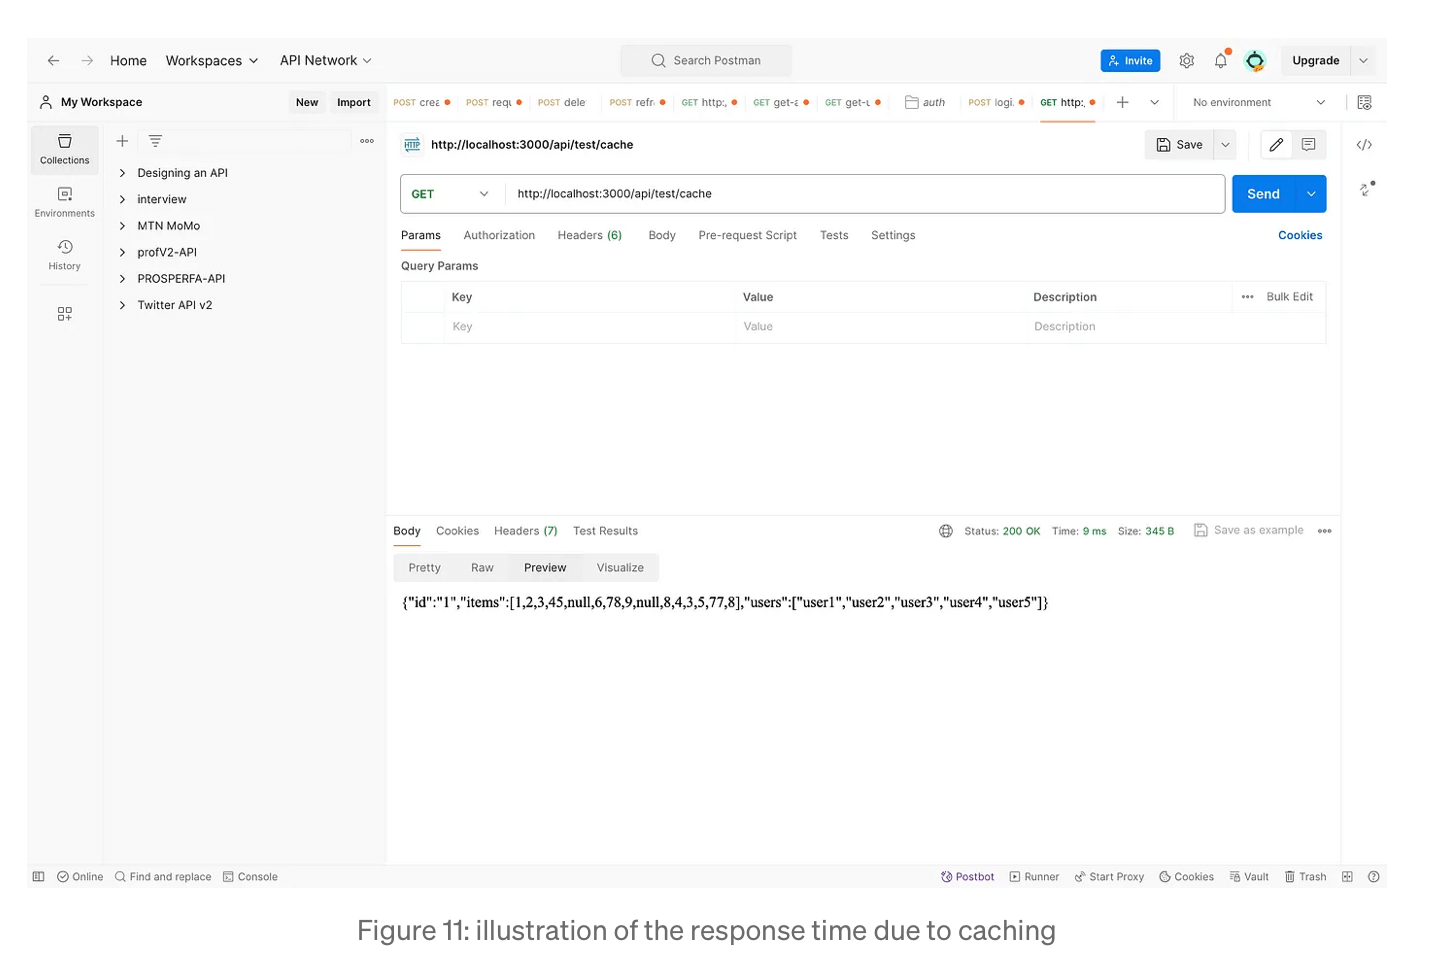 Home Workspaces API Network Search Postman Invite Upgrade
My Workspace New Import POST crea POST requ POST dele POST refr GET http:, GET get-a GET get-u auth POST logi. GET http:, No environment
Collections
Environments
History
Designing an API
interview
MTN MoMo
profV2-API
PROSPERFA-API
Twitter API v2
HTTP http://localhost:3000/api/test/cache Save
GET http://localhost:3000/api/test/cache Send
Params Authorization Headers (6) Body Pre-request Script Tests Settings Cookies
Query Params
Key Value Description Bulk Edit
Key Value Description
Body Cookies Headers (7) Test Results Status: 200 OK Time: 9 ms Size: 345 B Save as example
Pretty Raw Preview Visualize
{"id":"1","items":[1,2,3,45,null,6,78,9,null,8,4,3,5,77,8],"users":["user1","user2","user3","user4","user5"]}
Online Find and replace Console Postbot Runner Start Proxy Cookies Vault Trash
Figure 11: illustration of the response time due to caching